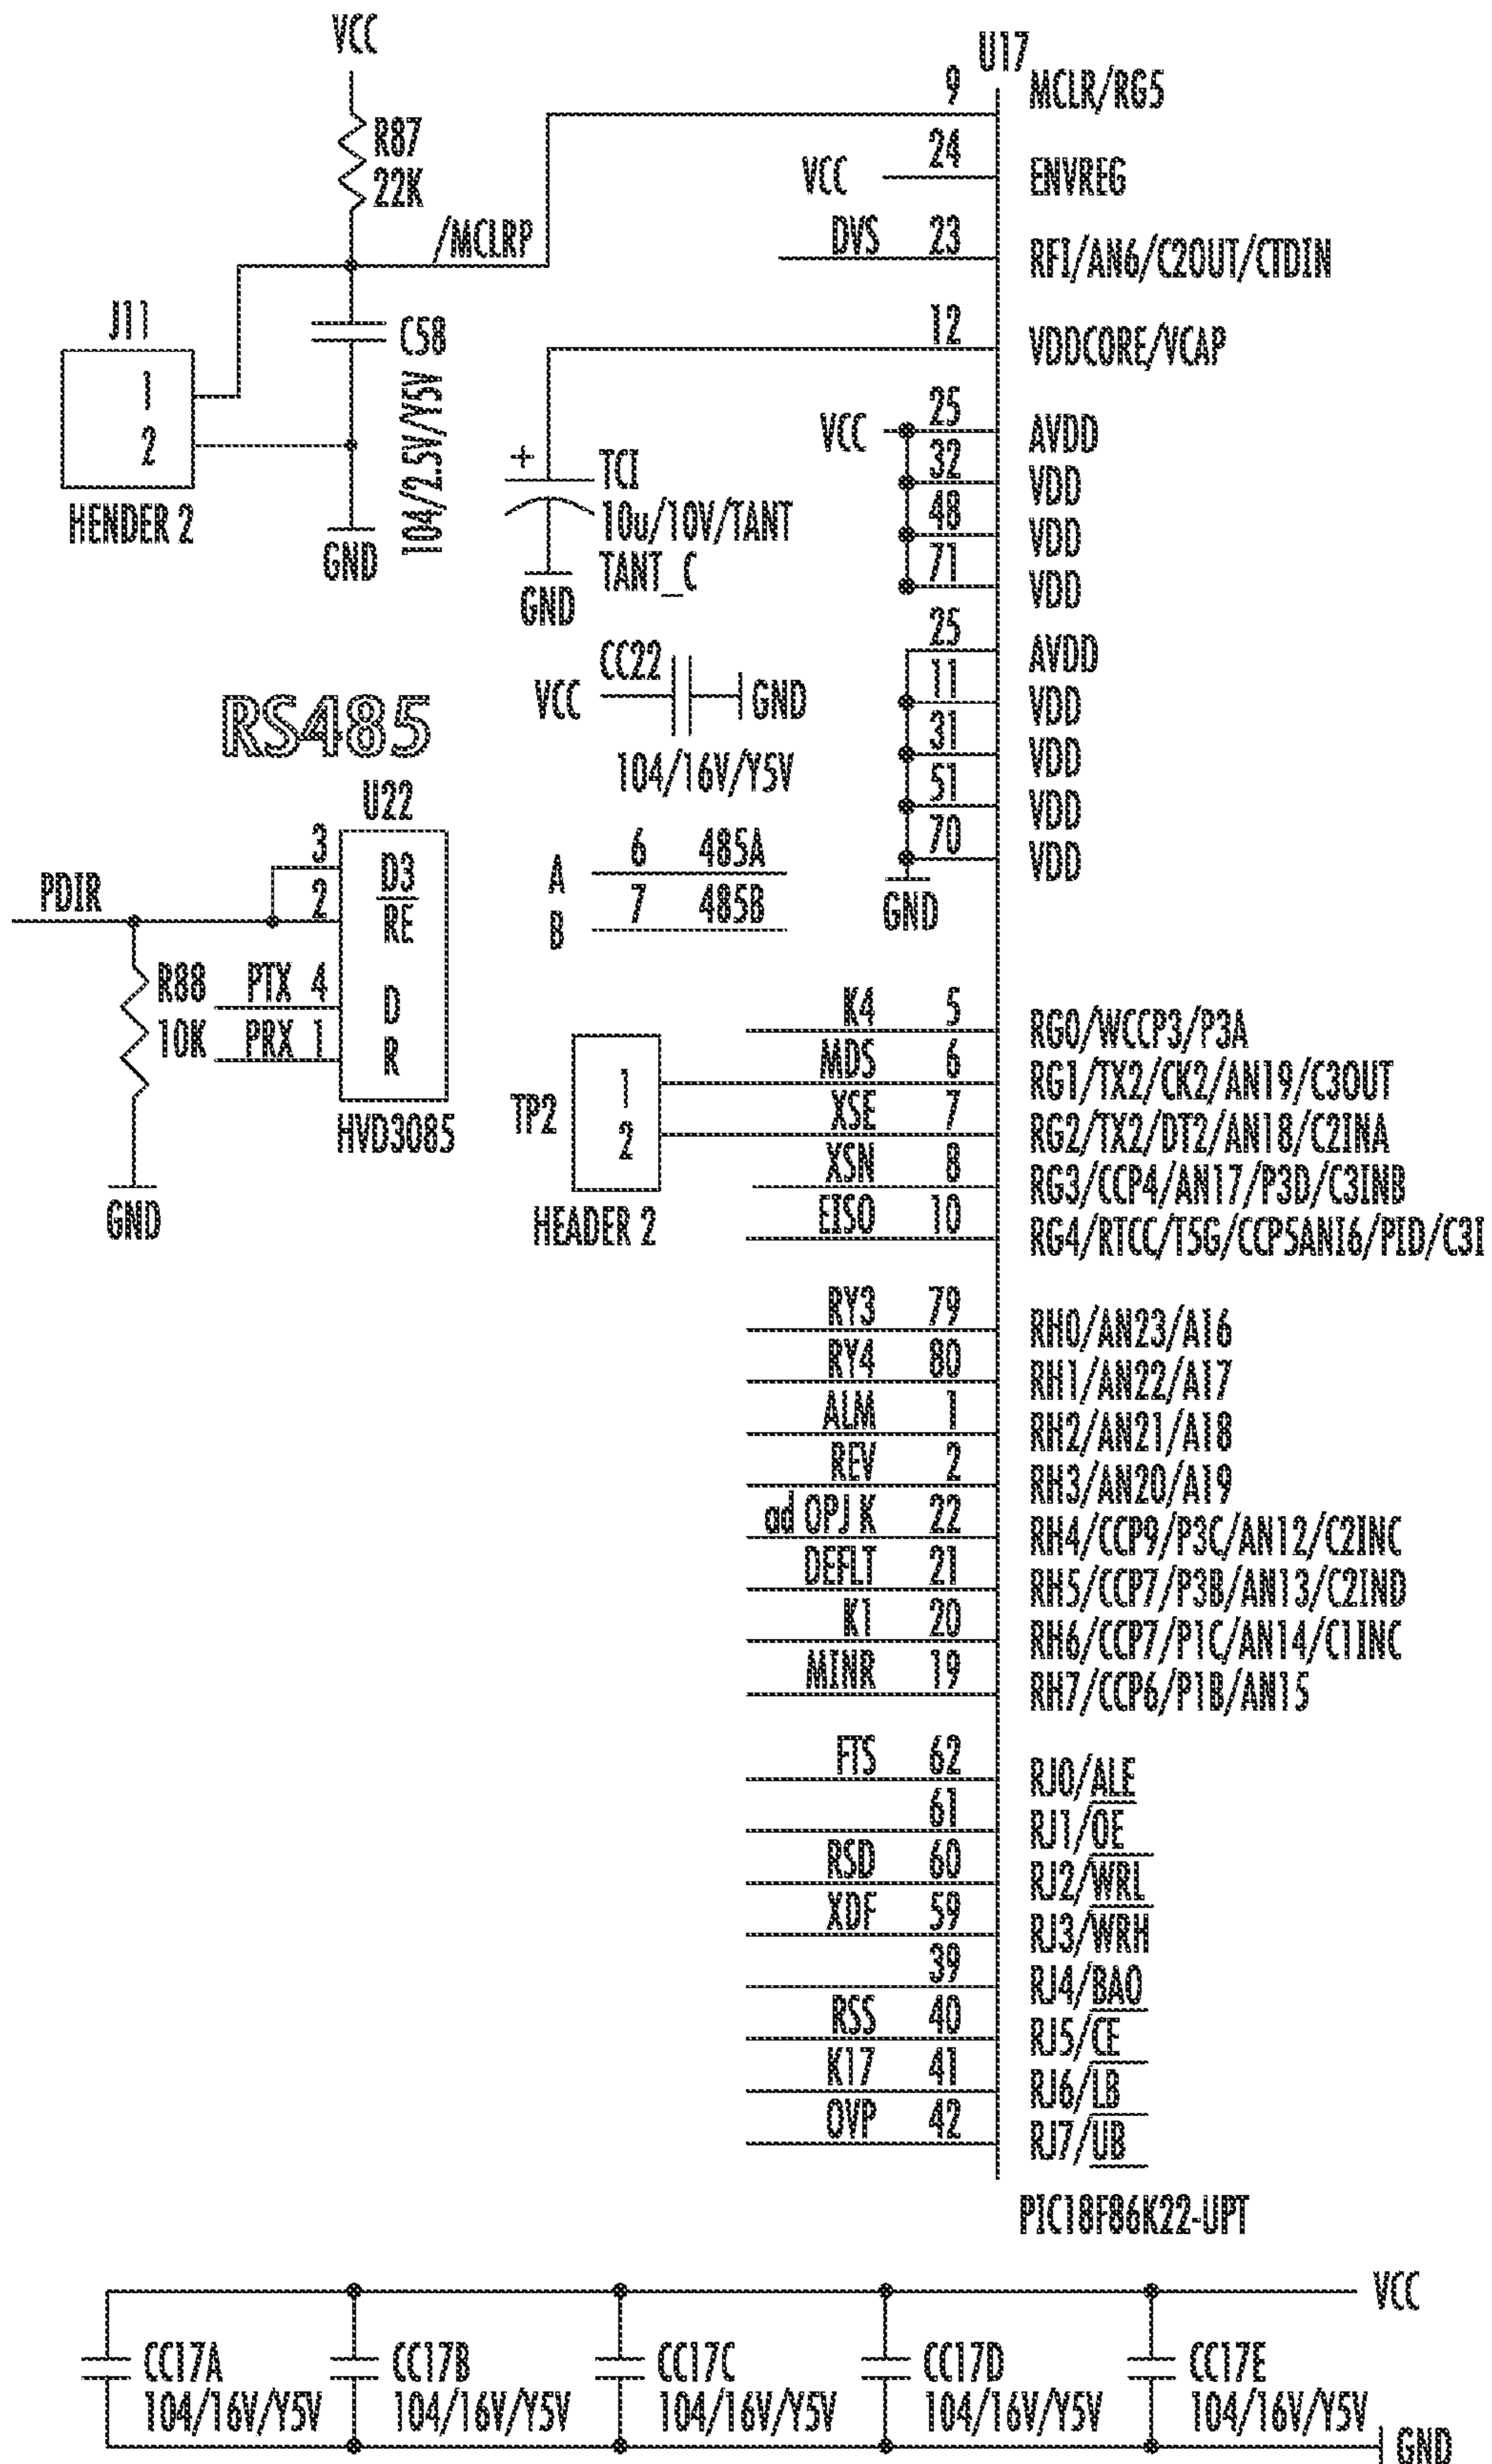 VCC
R87
22K
/MCLRP
J11
1
2
HENDER 2
C58
104/2.5V/Y5V
GND
TCI
10u/10V/TANT
TANT_C
+
GND
VCC
CC22
GND
104/16V/Y5V
RS485
U22
PDIR
3
D3
2
RE
R88
10K
PTX 4
D
PRX 1
R
HVD3085
GND
A 6 485A
B 7 485B
TP2
1
2
HEADER 2
U17
9 MCLR/RG5
VCC 24 ENVREG
DVS 23 RFI/AN6/C2OUT/CTDIN
12 VDDCORE/VCAP
VCC 25 AVDD
32 VDD
48 VDD
71 VDD
25 AVDD
11 VDD
31 VDD
51 VDD
70 VDD
GND
K4 5 RG0/WCCP3/P3A
MDS 6 RG1/TX2/CK2/AN19/C3OUT
XSE 7 RG2/TX2/DT2/AN18/C2INA
XSN 8 RG3/CCP4/AN17/P3D/C3INB
EISO 10 RG4/RTCC/T5G/CCP5ANI6/PID/C3I
RY3 79 RH0/AN23/A16
RY4 80 RH1/AN22/A17
ALM 1 RH2/AN21/A18
REV 2 RH3/AN20/A19
ad OPJ K 22 RH4/CCP9/P3C/AN12/C2INC
DEFLT 21 RH5/CCP7/P3B/AN13/C2IND
K1 20 RH6/CCP7/P1C/AN14/C1INC
MINR 19 RH7/CCP6/P1B/AN15
FTS 62 RJ0/ALE
61 RJ1/OE
RSD 60 RJ2/WRL
XDF 59 RJ3/WRH
39 RJ4/BAO
RSS 40 RJ5/CE
K17 41 RJ6/LB
OVP 42 RJ7/UB
PIC18F86K22-UPT
VCC
CC17A
104/16V/Y5V
CC17B
104/16V/Y5V
CC17C
104/16V/Y5V
CC17D
104/16V/Y5V
CC17E
104/16V/Y5V
GND